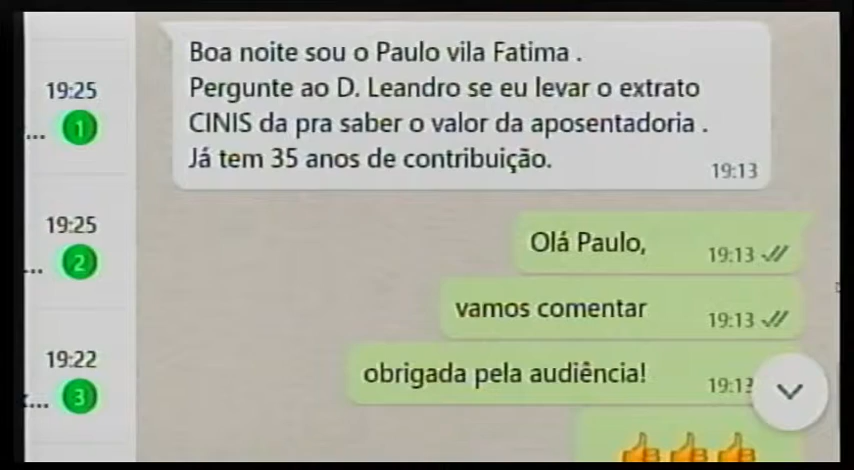 19:25
... 1
19:25
... 2
19:22
... 3
Boa noite sou o Paulo vila Fatima .
Pergunte ao D. Leandro se eu levar o extrato
CINIS da pra saber o valor da aposentadoria .
Já tem 35 anos de contribuição.
19:13
Olá Paulo, 19:13
vamos comentar 19:13
obrigada pela audiência! 19:13
👍👍👍